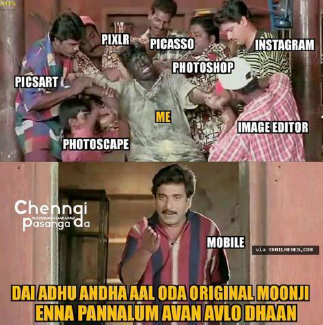 PIXLR
PICASSO
INSTAGRAM
PHOTOSHOP
PICSART
ME
IMAGE EDITOR
PHOTOSCAPE
Chennai
Pasanga da
MOBILE
via TAMILMEMES.COM
DAI ADHU ANDHA AAL ODA ORIGINAL MOONJI
ENNA PANNALUM AVAN AVLO DHAAN